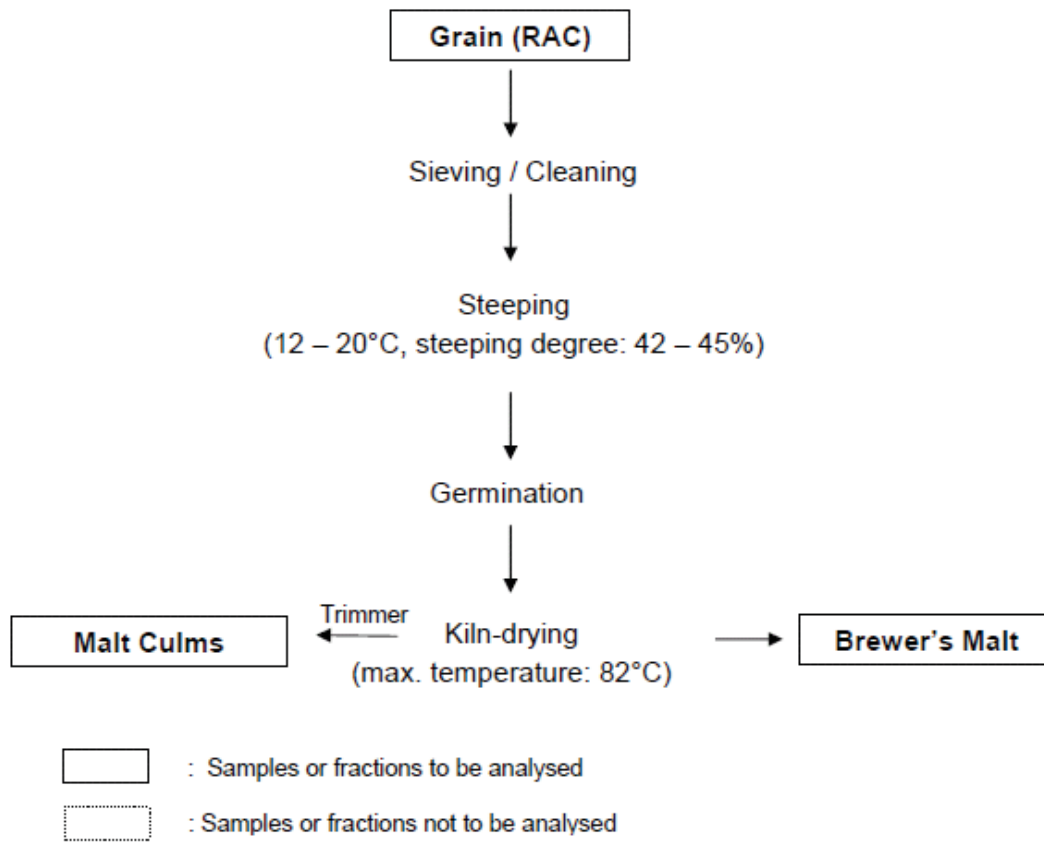 Grain (RAC)
Sieving / Cleaning
Steeping
(12 – 20°C, steeping degree: 42 – 45%)
Germination
Trimmer
Malt Culms
Kiln-drying
Brewer's Malt
(max. temperature: 82°C)
: Samples or fractions to be analysed
: Samples or fractions not to be analysed